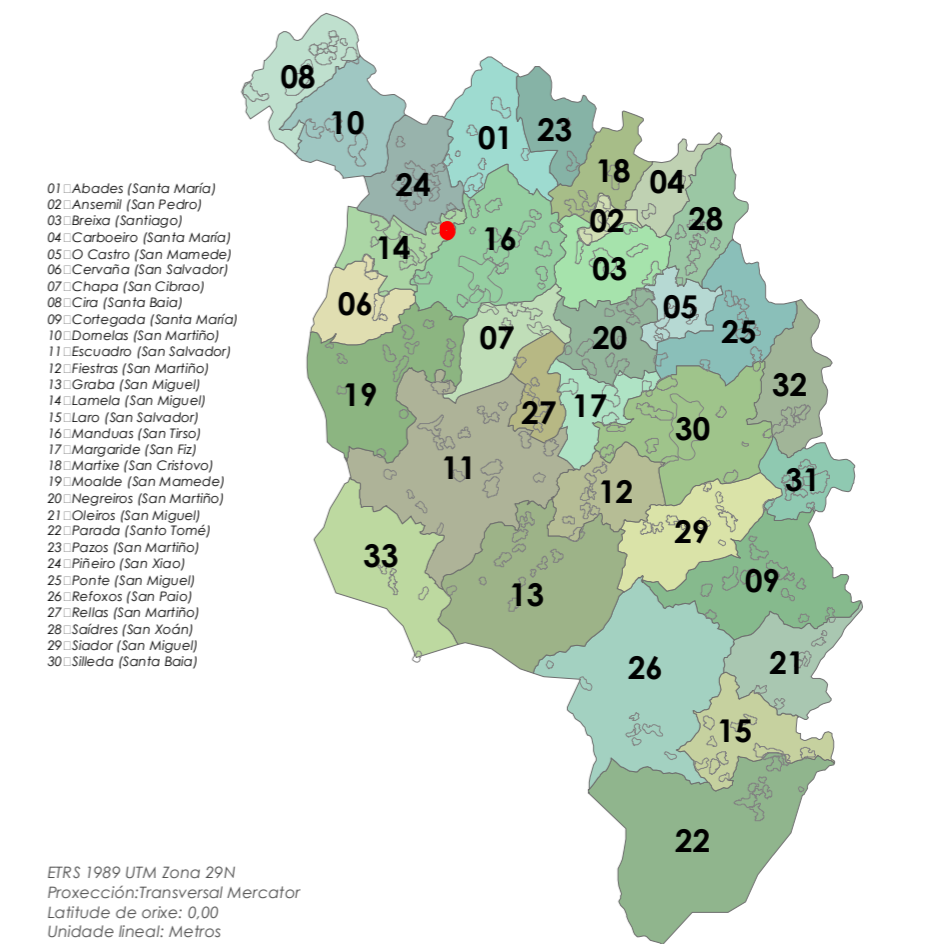 08
10
01
23
18
04
24
02
28
16
14
03
06
05
25
07
20
19
32
27
17
30
11
12
31
29
33
09
13
26
21
15
22
01□Abades (Santa María)
02□Ansemil (San Pedro)
03□Breixa (Santiago)
04□Carboeiro (Santa María)
05□O Castro (San Mamede)
06□Cervaña (San Salvador)
07□Chapa (San Cibrao)
08□Cira (Santa Baia)
09□Cortegada (Santa María)
10□Dornelas (San Martiño)
11□Escuadro (San Salvador)
12□Fiestras (San Martiño)
13□Graba (San Miguel)
14□Lamela (San Miguel)
15□Laro (San Salvador)
16□Manduas (San Tirso)
17□Margaride (San Fiz)
18□Martixe (San Cristovo)
19□Moalde (San Mamede)
20□Negreiros (San Martiño)
21□Oleiros (San Miguel)
22□Parada (Santo Tomé)
23□Pazos (San Martiño)
24□Piñeiro (San Xiao)
25□Ponte (San Miguel)
26□Refoxos (San Paio)
27□Rellas (San Martiño)
28□Saídres (San Xoán)
29□Siador (San Miguel)
30□Silleda (Santa Baia)
ETRS 1989 UTM Zona 29N
Proxección:Transversal Mercator
Latitude de orixe: 0,00
Unidade lineal: Metros